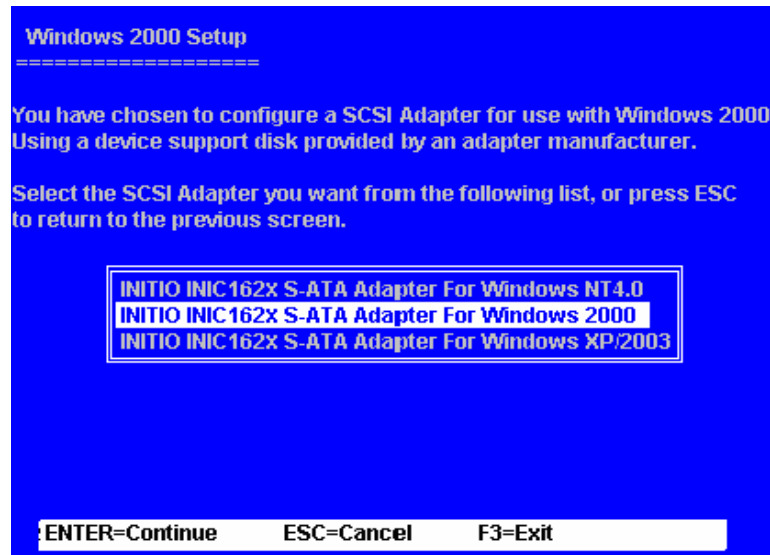 Windows 2000 Setup
===================
You have chosen to configure a SCSI Adapter for use with Windows 2000
Using a device support disk provided by an adapter manufacturer.
Select the SCSI Adapter you want from the following list, or press ESC
to return to the previous screen.
INITIO INIC162X S-ATA Adapter For Windows NT4.0
INITIO INIC162X S-ATA Adapter For Windows 2000
INITIO INIC162X S-ATA Adapter For Windows XP/2003
ENTER=Continue ESC=Cancel F3=Exit